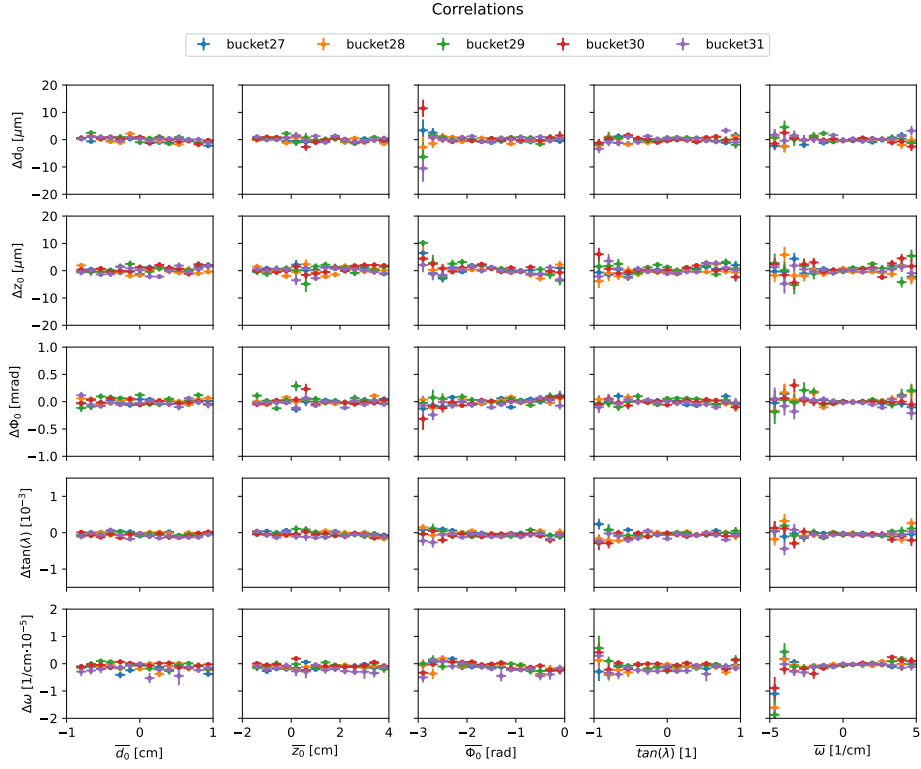 Correlations
bucket27 bucket28 bucket29 bucket30 bucket31
Δd₀ [μm]
20
10
0
−10
−20
Δz₀ [μm]
20
10
0
−10
−20
ΔΦ₀ [mrad]
1.0
0.5
0.0
−0.5
−1.0
Δtan(λ) [10⁻³]
1
0
−1
Δω [1/cm·10⁻⁵]
2
1
0
−1
−2
−1 0 1
−2 0 2 4
−3 −2 −1 0
−1 0 1
−5 0 5
d̅₀ [cm]
z̅₀ [cm]
Φ̅₀ [rad]
t̅a̅n̅(̅λ̅)̅ [1]
ω̅ [1/cm]